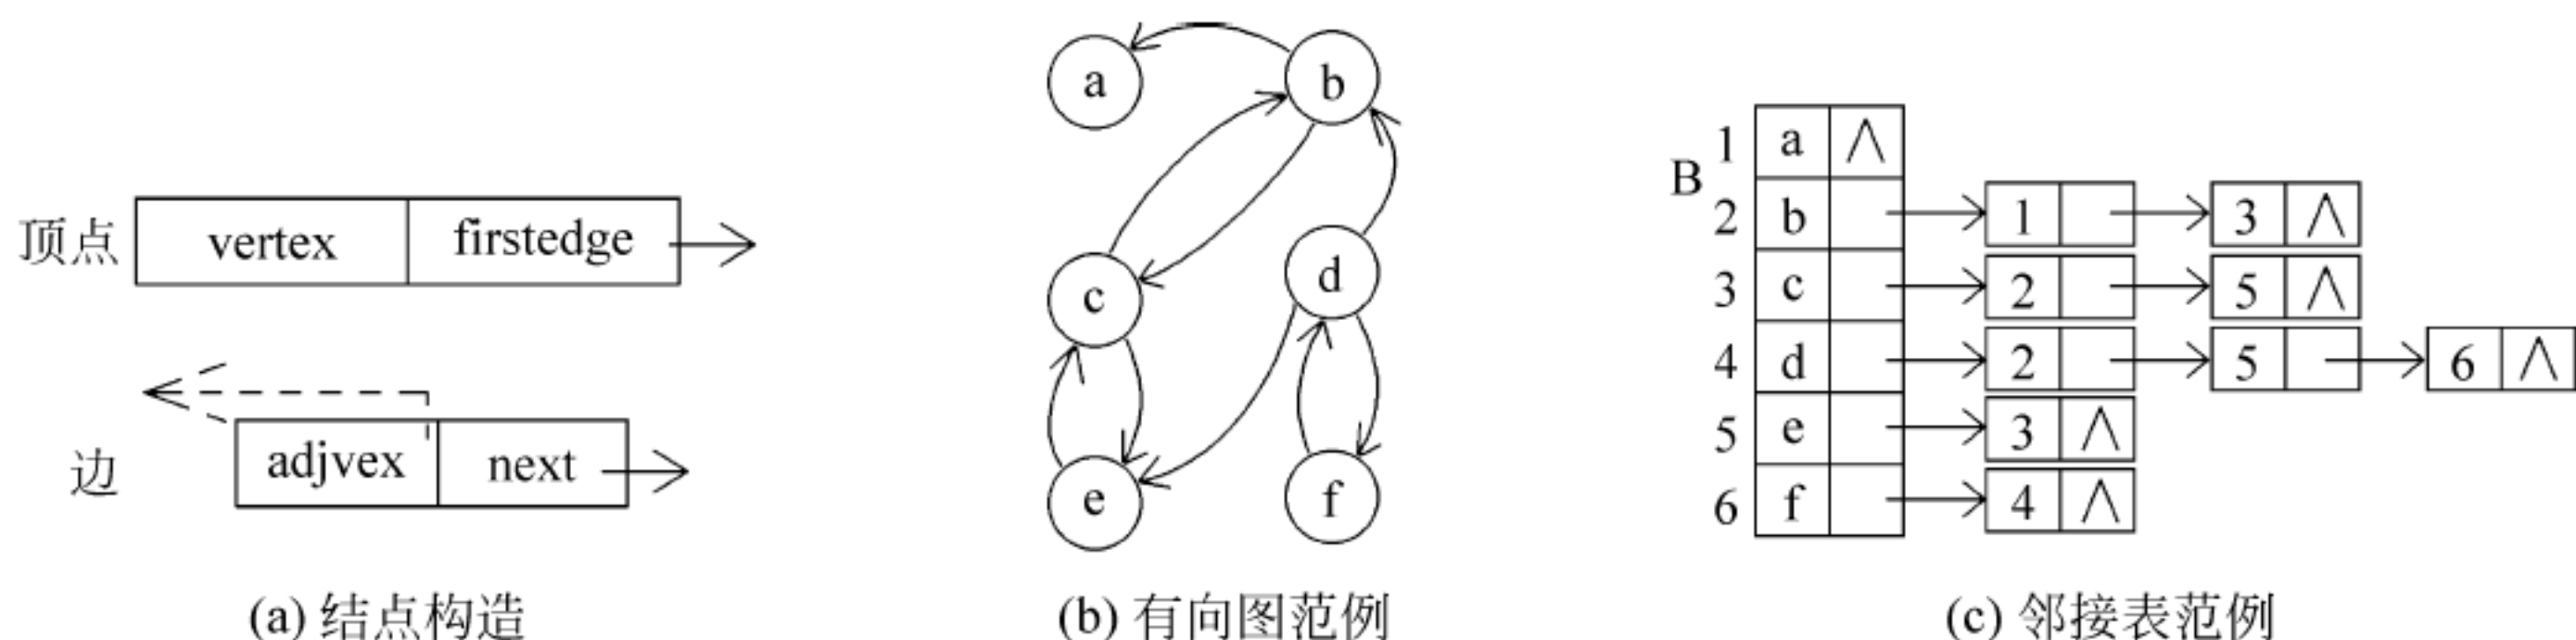 顶点 vertex firstedge
边 adjvex next
(a) 结点构造
a b
c d
e f
(b) 有向图范例
B
1 a ∧
2 b 1 3 ∧
3 c 2 5 ∧
4 d 2 5 6 ∧
5 e 3 ∧
6 f 4 ∧
(c) 邻接表范例